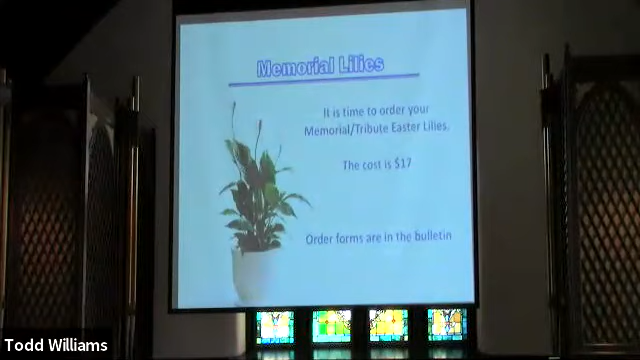 Memorial Lilies
It is time to order your
Memorial/Tribute Easter Lilies.
The cost is $17
Order forms are in the bulletin
Todd Williams